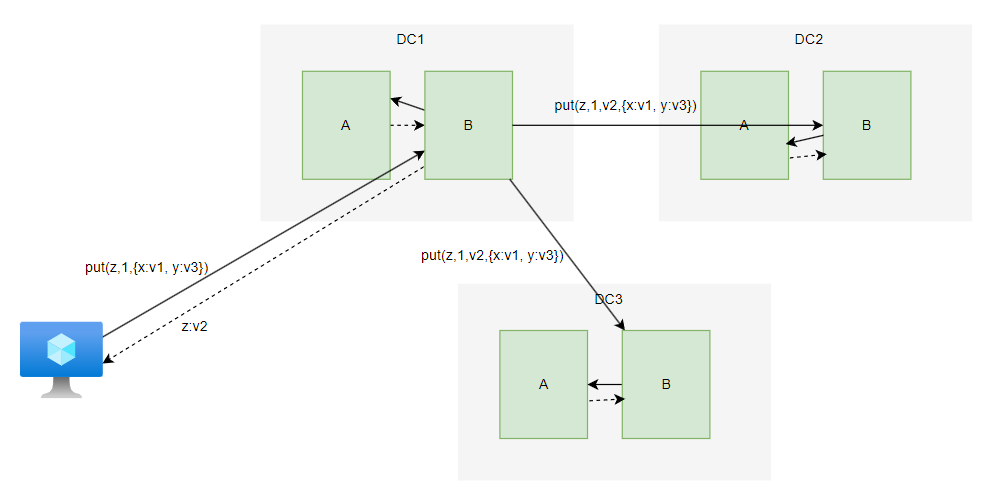 DC1
DC2
A
B
put(z,1,v2,{x:v1, y:v3})
A
B
put(z,1,{x:v1, y:v3})
put(z,1,v2,{x:v1, y:v3})
z:v2
DC3
A
B